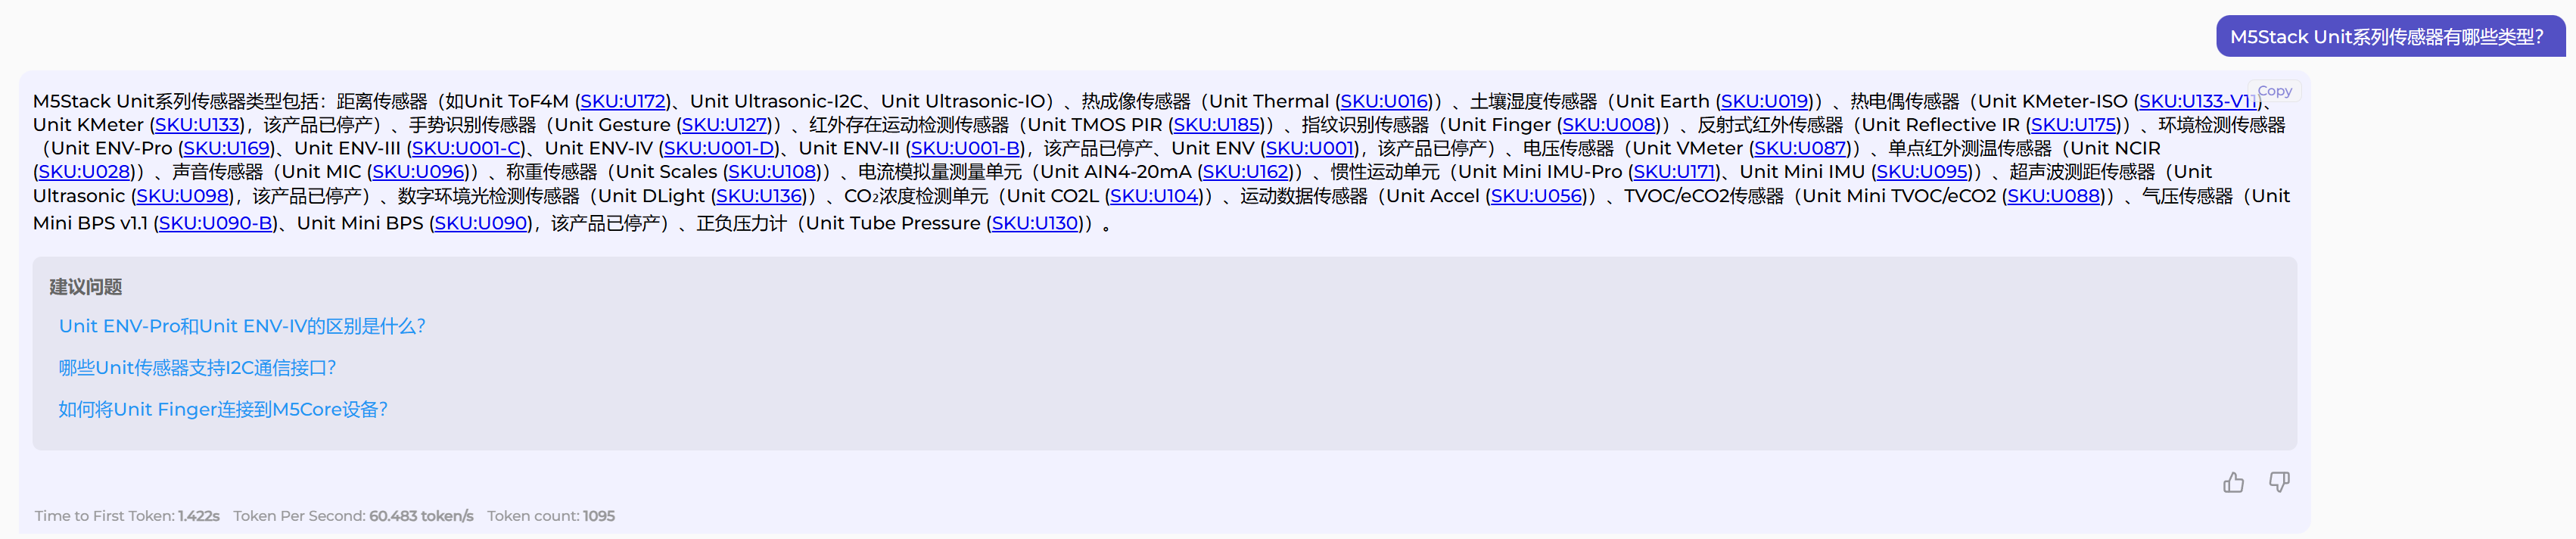 M5Stack Unit系列传感器有哪些类型？
Copy
M5Stack Unit系列传感器类型包括：距离传感器（如Unit ToF4M (SKU:U172)、Unit Ultrasonic-I2C、Unit Ultrasonic-IO）、热成像传感器（Unit Thermal (SKU:U016)）、土壤湿度传感器（Unit Earth (SKU:U019)）、热电偶传感器（Unit KMeter-ISO (SKU:U133-V11)、
Unit KMeter (SKU:U133)，该产品已停产）、手势识别传感器（Unit Gesture (SKU:U127)）、红外存在运动检测传感器（Unit TMOS PIR (SKU:U185)）、指纹识别传感器（Unit Finger (SKU:U008)）、反射式红外传感器（Unit Reflective IR (SKU:U175)）、环境检测传感器
（Unit ENV-Pro (SKU:U169)、Unit ENV-III (SKU:U001-C)、Unit ENV-IV (SKU:U001-D)、Unit ENV-II (SKU:U001-B)，该产品已停产、Unit ENV (SKU:U001)，该产品已停产）、电压传感器（Unit VMeter (SKU:U087)）、单点红外测温传感器（Unit NCIR
(SKU:U028)）、声音传感器（Unit MIC (SKU:U096)）、称重传感器（Unit Scales (SKU:U108)）、电流模拟量测量单元（Unit AIN4-20mA (SKU:U162)）、惯性运动单元（Unit Mini IMU-Pro (SKU:U171)、Unit Mini IMU (SKU:U095)）、超声波测距传感器（Unit
Ultrasonic (SKU:U098)，该产品已停产）、数字环境光检测传感器（Unit DLight (SKU:U136)）、CO₂浓度检测单元（Unit CO2L (SKU:U104)）、运动数据传感器（Unit Accel (SKU:U056)）、TVOC/eCO2传感器（Unit Mini TVOC/eCO2 (SKU:U088)）、气压传感器（Unit
Mini BPS v1.1 (SKU:U090-B)、Unit Mini BPS (SKU:U090)，该产品已停产）、正负压力计（Unit Tube Pressure (SKU:U130)）。
建议问题
Unit ENV-Pro和Unit ENV-IV的区别是什么？
哪些Unit传感器支持I2C通信接口？
如何将Unit Finger连接到M5Core设备？
Time to First Token: 1.422s Token Per Second: 60.483 token/s Token count: 1095